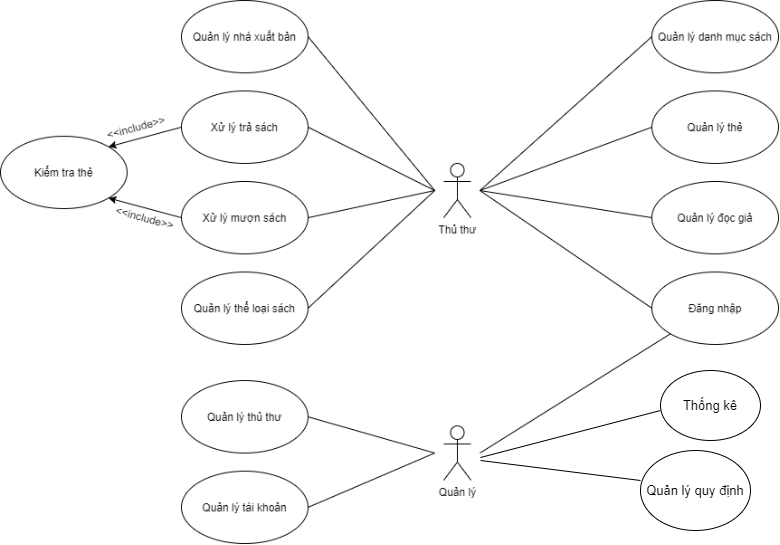 Quản lý nhà xuất bản
Quản lý danh mục sách
<<include>>
Xử lý trả sách
Quản lý thẻ
Kiểm tra thẻ
<<include>>
Xử lý mượn sách
Thủ thư
Quản lý đọc giả
Quản lý thể loại sách
Đăng nhập
Quản lý thủ thư
Thống kê
Quản lý
Quản lý quy định
Quản lý tài khoản